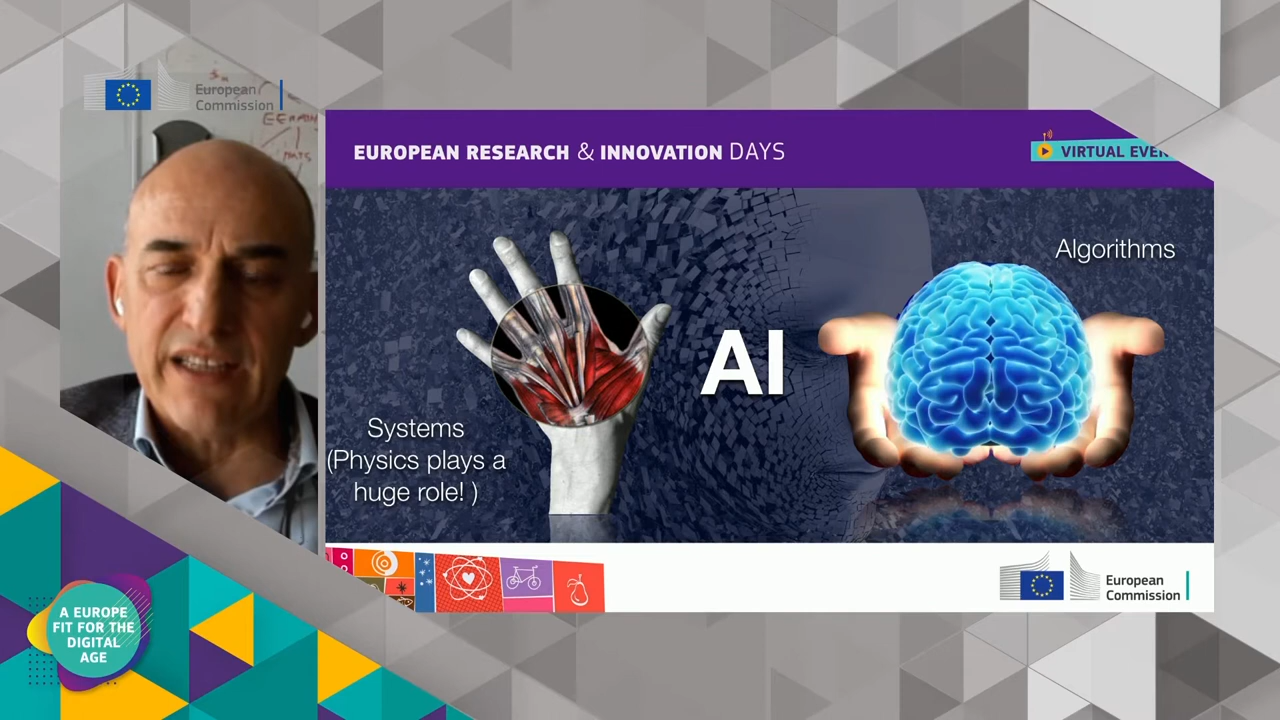 European
Commission
EUROPEAN RESEARCH & INNOVATION DAYS
VIRTUAL
Algorithms
AI
Systems
(Physics plays a
huge role! )
A EUROPE
FIT FOR THE
DIGITAL
AGE
European
Commission